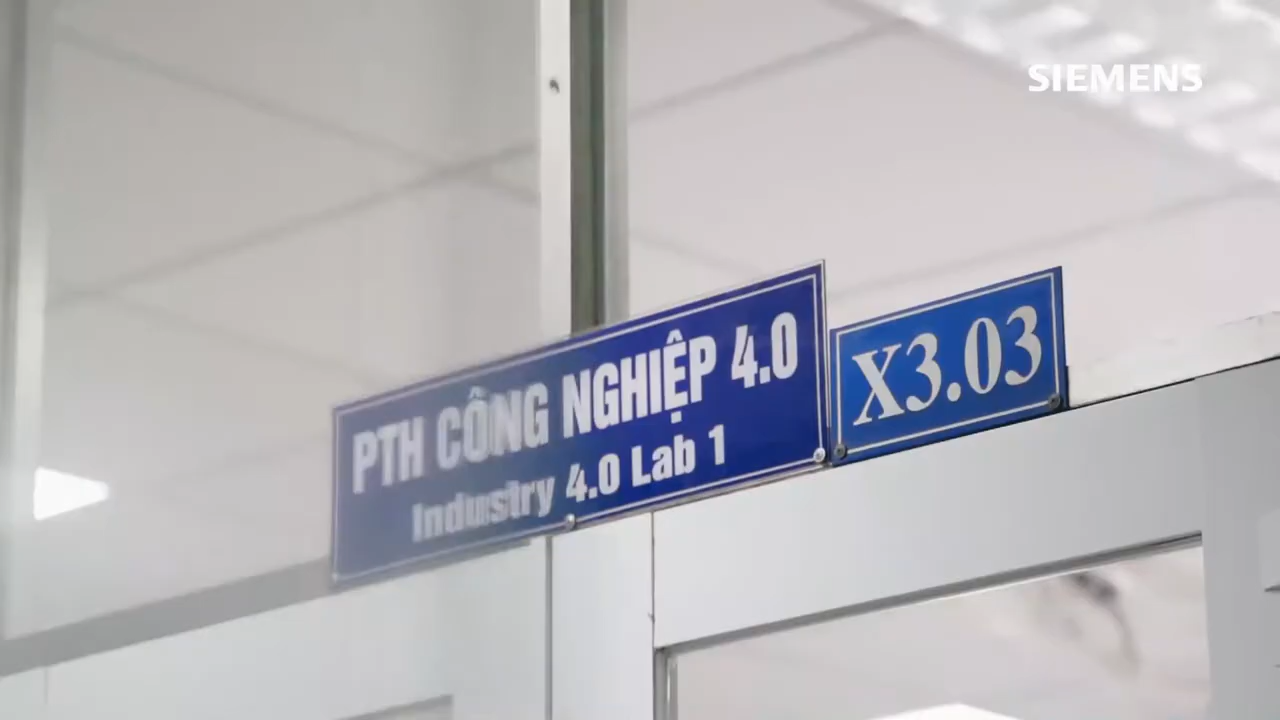 SIEMENS
PTH CÔNG NGHIỆP 4.0
Industry 4.0 Lab 1
X3.03